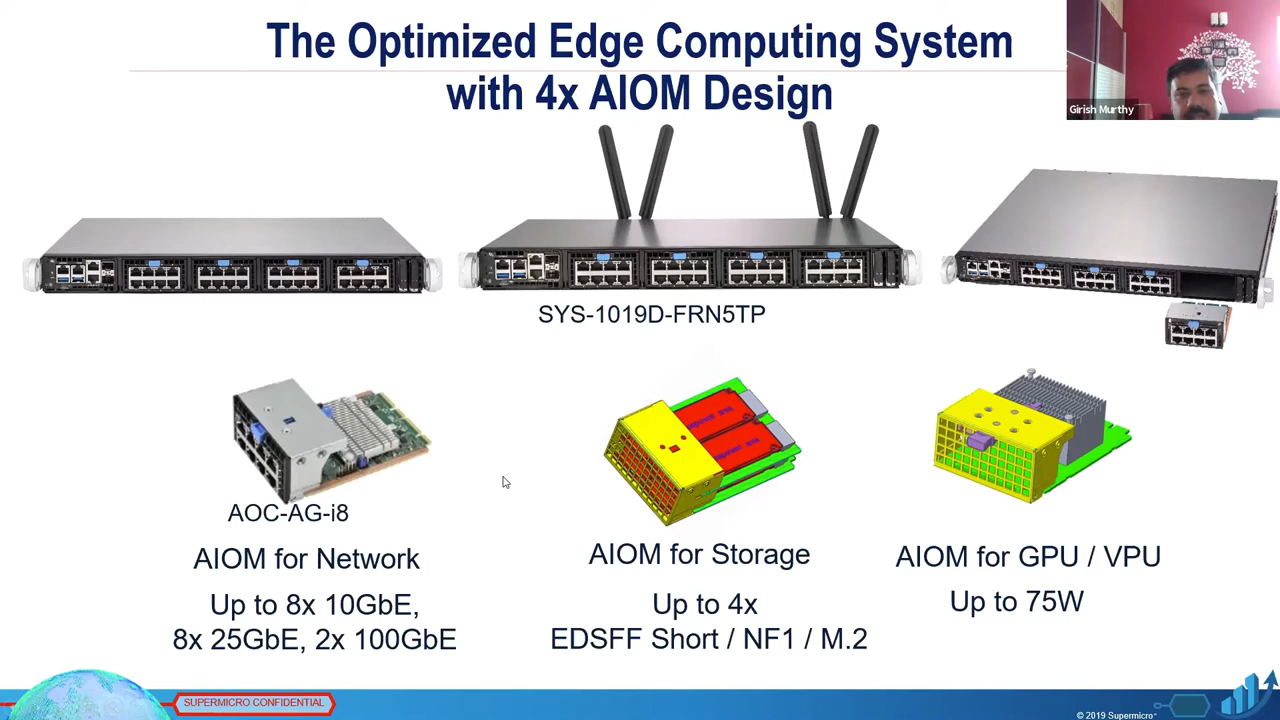 The Optimized Edge Computing System
with 4x AIOM Design
Girish Murthy
SYS-1019D-FRN5TP
AOC-AG-i8
AIOM for Network
Up to 8x 10GbE,
8x 25GbE, 2x 100GbE
AIOM for Storage
Up to 4x
EDSFF Short / NF1 / M.2
AIOM for GPU / VPU
Up to 75W
SUPERMICRO CONFIDENTIAL
© 2019 Supermicro